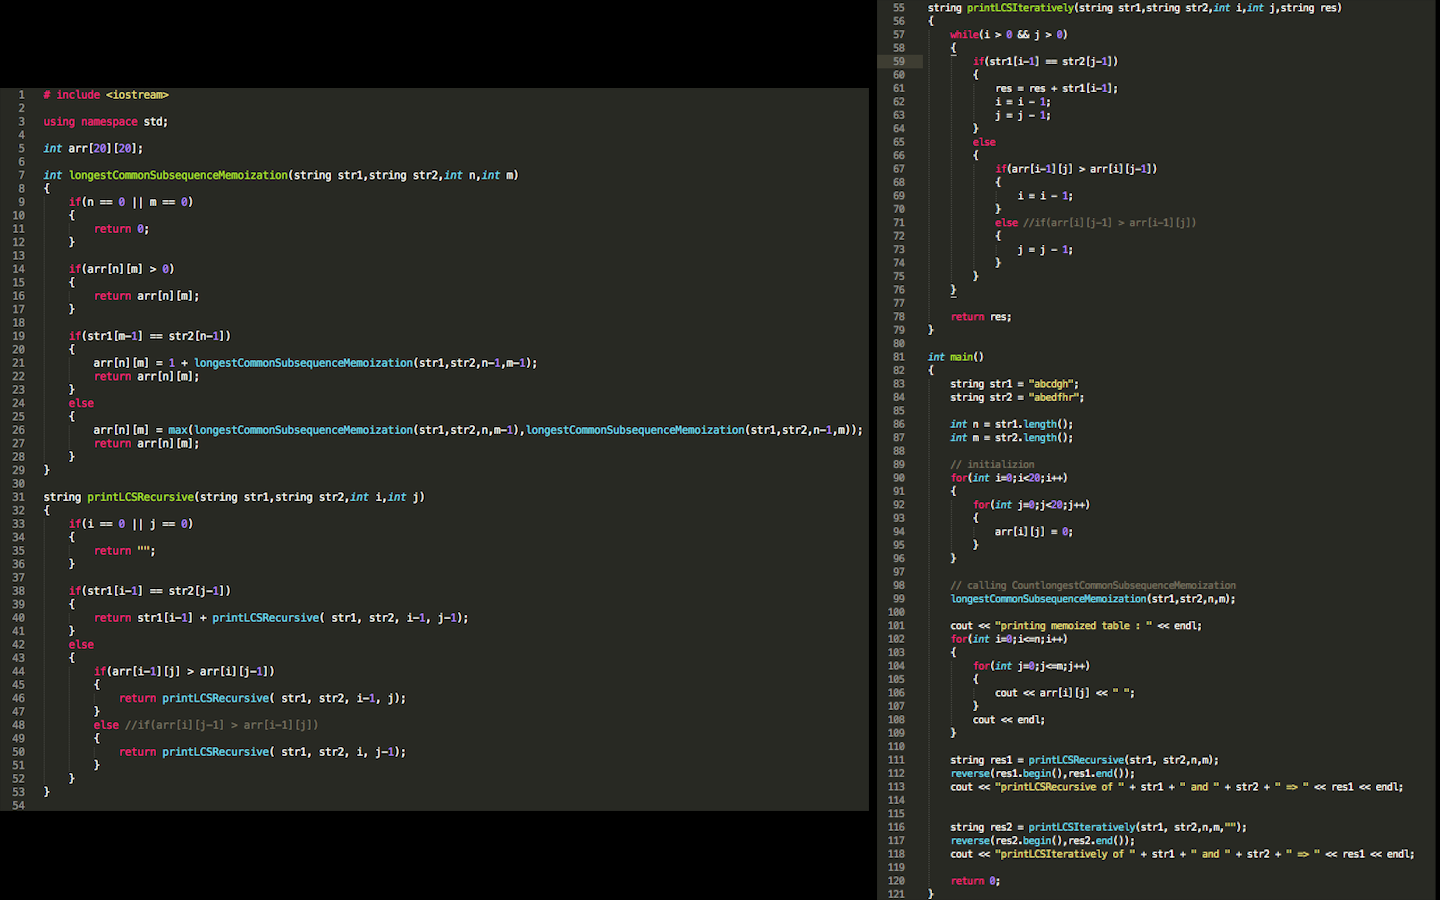 1 # include <iostream>
2
3 using namespace std;
4
5 int arr[20][20];
6
7 int longestCommonSubsequenceMemoization(string str1,string str2,int n,int m)
8 {
9     if(n == 0 || m == 0)
10     {
11         return 0;
12     }
13
14     if(arr[n][m] > 0)
15     {
16         return arr[n][m];
17     }
18
19     if(str1[m-1] == str2[n-1])
20     {
21         arr[n][m] = 1 + longestCommonSubsequenceMemoization(str1,str2,n-1,m-1);
22         return arr[n][m];
23     }
24     else
25     {
26         arr[n][m] = max(longestCommonSubsequenceMemoization(str1,str2,n,m-1),longestCommonSubsequenceMemoization(str1,str2,n-1,m));
27         return arr[n][m];
28     }
29 }
30
31 string printLCSRecursive(string str1,string str2,int i,int j)
32 {
33     if(i == 0 || j == 0)
34     {
35         return "";
36     }
37
38     if(str1[i-1] == str2[j-1])
39     {
40         return str1[i-1] + printLCSRecursive( str1, str2, i-1, j-1);
41     }
42     else
43     {
44         if(arr[i-1][j] > arr[i][j-1])
45         {
46             return printLCSRecursive( str1, str2, i-1, j);
47         }
48         else //if(arr[i][j-1] > arr[i-1][j])
49         {
50             return printLCSRecursive( str1, str2, i, j-1);
51         }
52     }
53 }
54
55 string printLCSIteratively(string str1,string str2,int i,int j,string res)
56 {
57     while(i > 0 && j > 0)
58     {
59         if(str1[i-1] == str2[j-1])
60         {
61             res = res + str1[i-1];
62             i = i - 1;
63             j = j - 1;
64         }
65         else
66         {
67             if(arr[i-1][j] > arr[i][j-1])
68             {
69                 i = i - 1;
70             }
71             else //if(arr[i][j-1] > arr[i-1][j])
72             {
73                 j = j - 1;
74             }
75         }
76     }
77
78     return res;
79 }
80
81 int main()
82 {
83     string str1 = "abcdgh";
84     string str2 = "abedfhr";
85
86     int n = str1.length();
87     int m = str2.length();
88
89     // initializion
90     for(int i=0;i<20;i++)
91     {
92         for(int j=0;j<20;j++)
93         {
94             arr[i][j] = 0;
95         }
96     }
97
98     // calling CountlongestCommonSubsequenceMemoization
99     longestCommonSubsequenceMemoization(str1,str2,n,m);
100
101     cout << "printing memoized table : " << endl;
102     for(int i=0;i<=n;i++)
103     {
104         for(int j=0;j<=m;j++)
105         {
106             cout << arr[i][j] << " ";
107         }
108         cout << endl;
109     }
110
111     string res1 = printLCSRecursive(str1, str2,n,m);
112     reverse(res1.begin(),res1.end());
113     cout << "printLCSRecursive of " + str1 + " and " + str2 + " => " << res1 << endl;
114
115
116     string res2 = printLCSIteratively(str1, str2,n,m,"");
117     reverse(res2.begin(),res2.end());
118     cout << "printLCSIteratively of " + str1 + " and " + str2 + " => " << res1 << endl;
119
120     return 0;
121 }